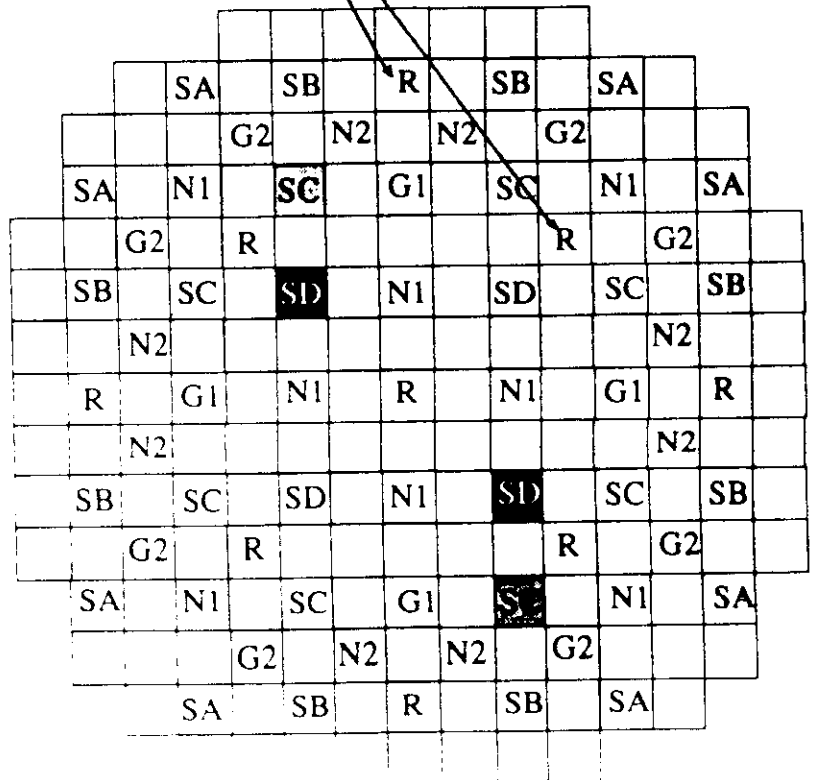 SA SB R SB SA
G2 N2 N2 G2
SA N1 SC G1 SC N1 SA
G2 R R G2
SB SC SD N1 SD SC SB
N2 N2
R G1 N1 R N1 G1 R
N2 N2
SB SC SD N1 SD SC SB
G2 R R G2
SA N1 SC G1 SC N1 SA
G2 N2 N2 G2
SA SB R SB SA